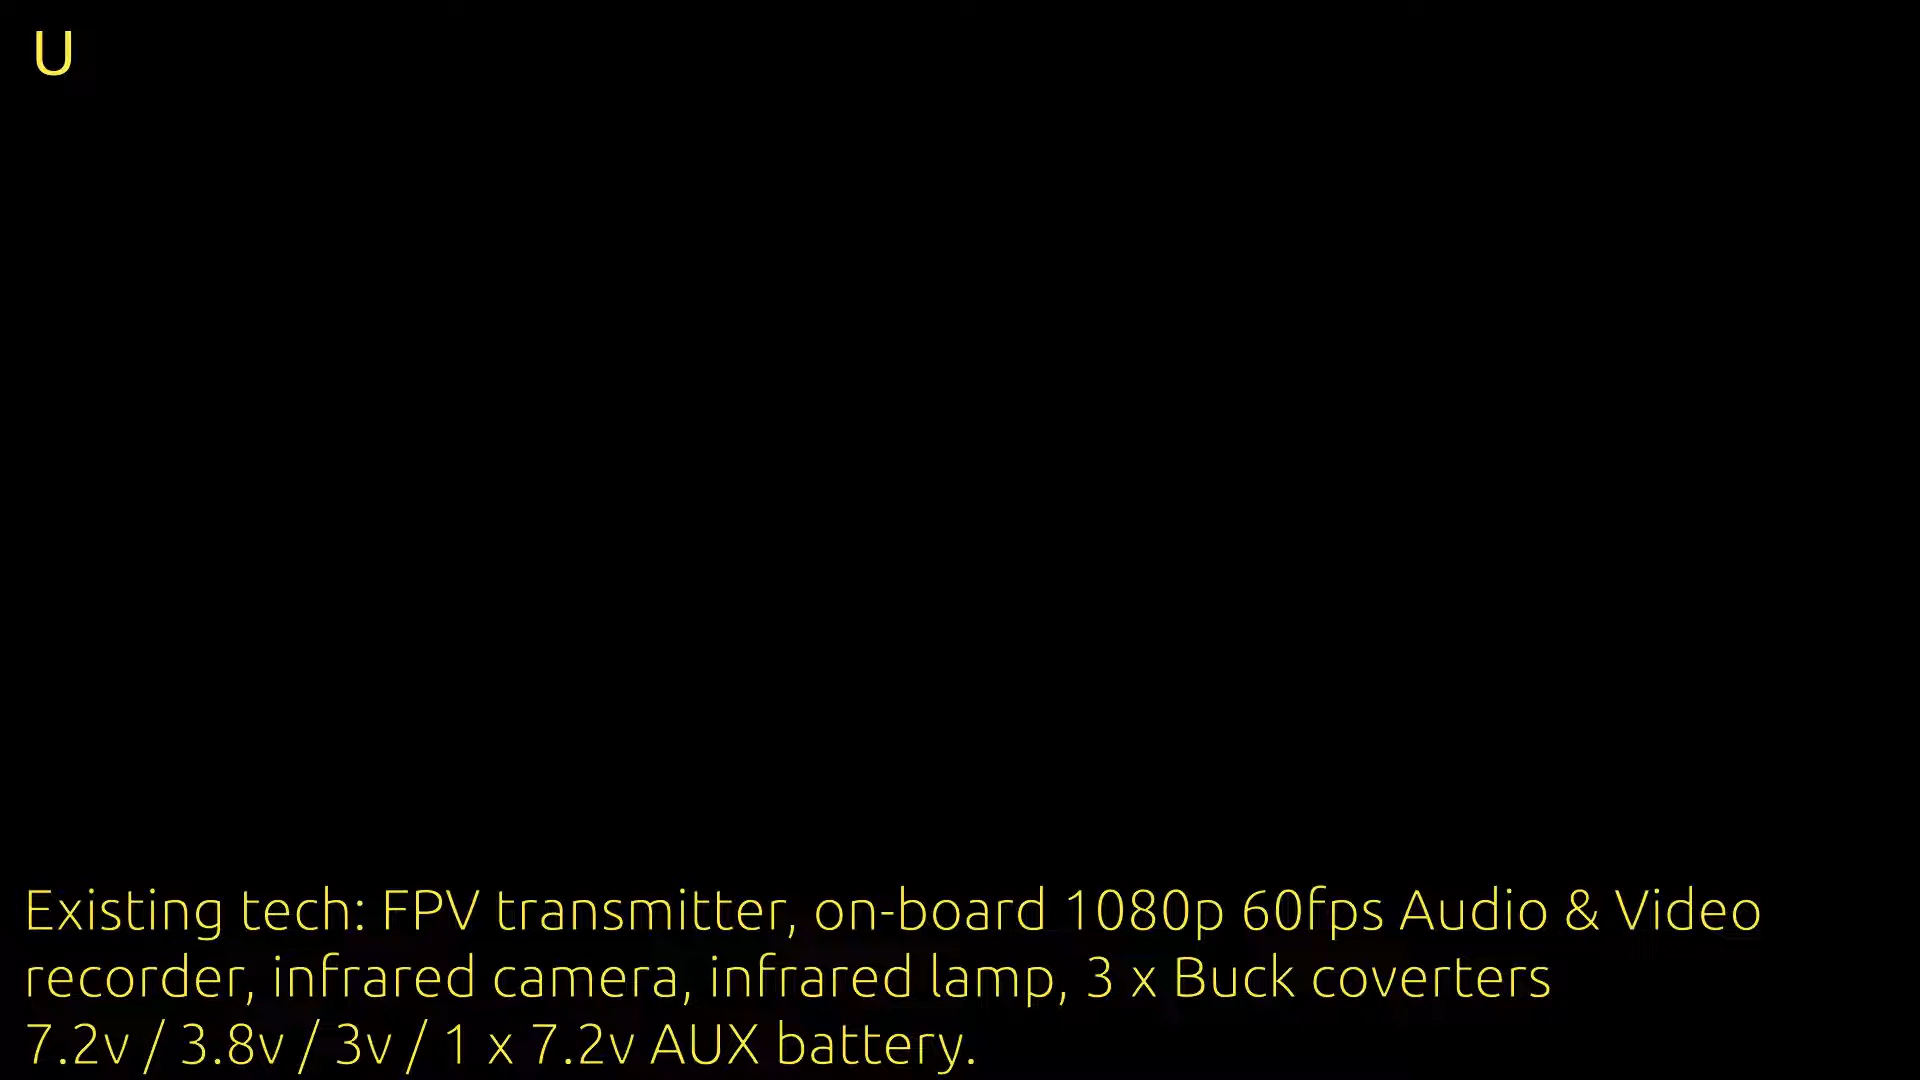 U
Existing tech: FPV transmitter, on-board 1080p 60fps Audio & Video
recorder, infrared camera, infrared lamp, 3 x Buck coverters
7.2v / 3.8v / 3v / 1 x 7.2v AUX battery.